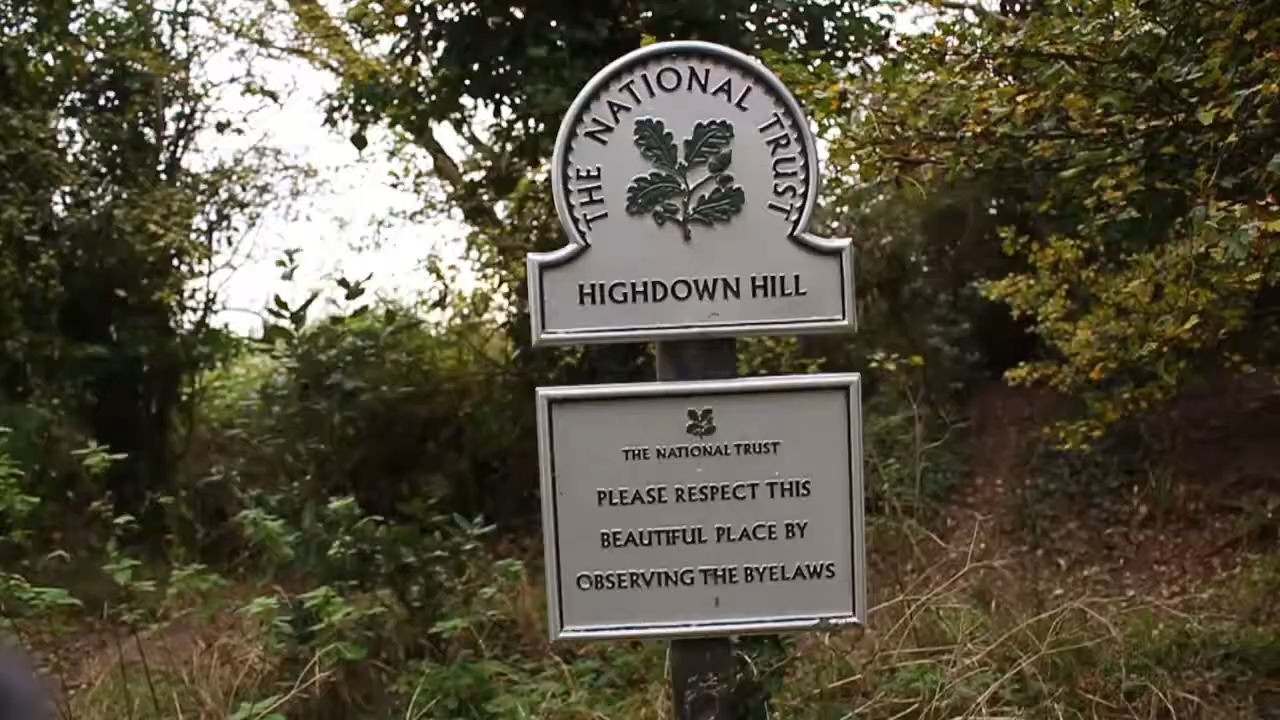 THE NATIONAL TRUST
HIGHDOWN HILL
THE NATIONAL TRUST
PLEASE RESPECT THIS
BEAUTIFUL PLACE BY
OBSERVING THE BYELAWS